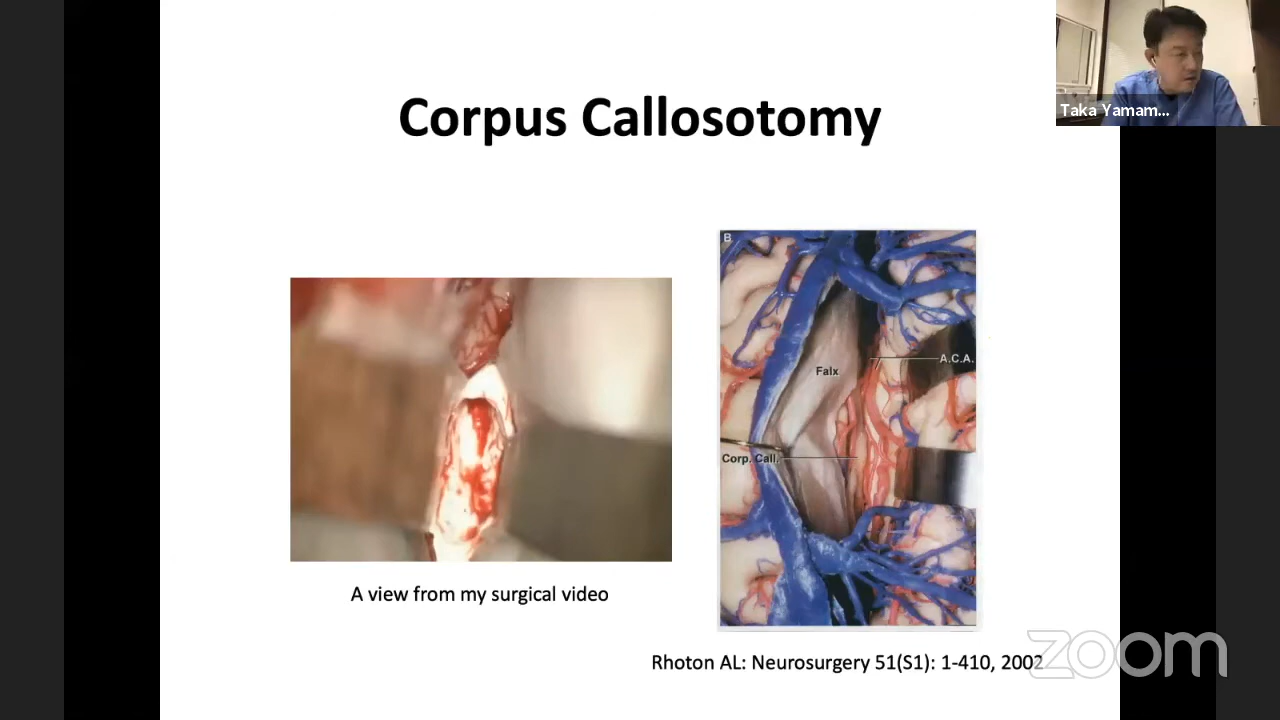 Corpus Callosotomy
Taka Yamam...
B
Falx
A.C.A.
Corp. Call.
A view from my surgical video
Rhoton AL: Neurosurgery 51(S1): 1-410, 2002
zoom